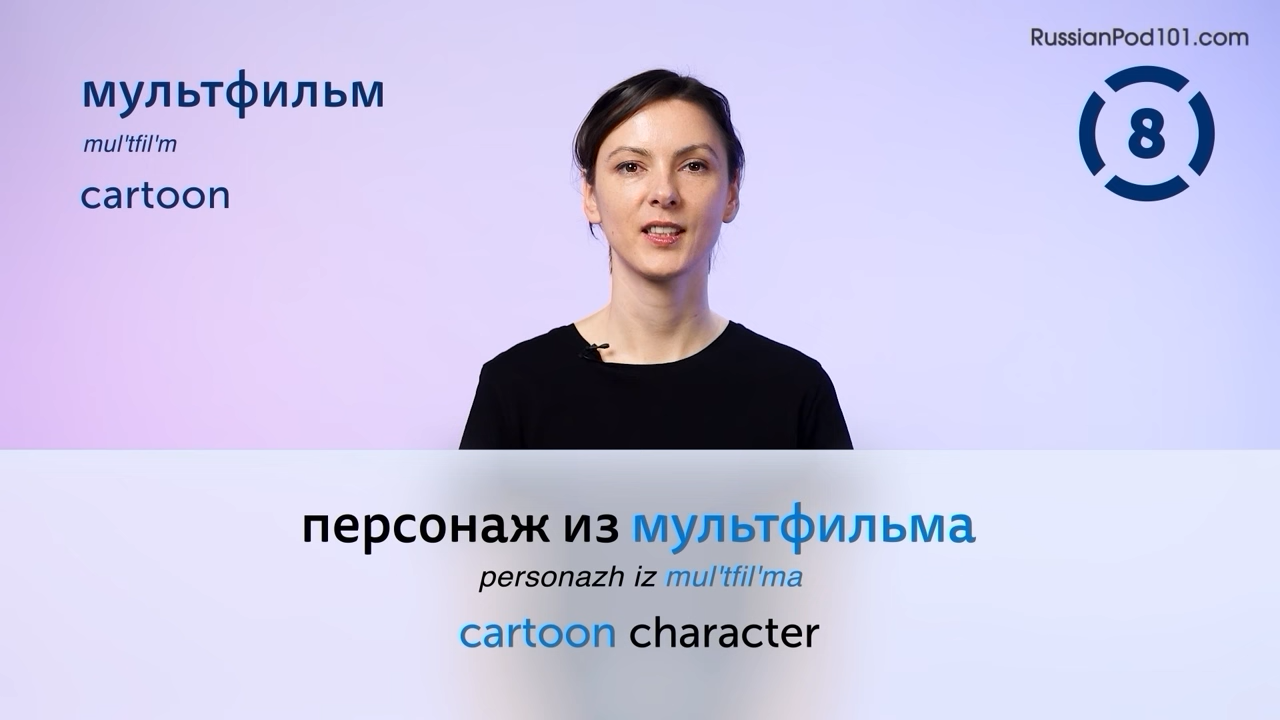 RussianPod101.com
мультфильм
mul'tfil'm
cartoon
8
персонаж из мультфильма
personazh iz mul'tfil'ma
cartoon character